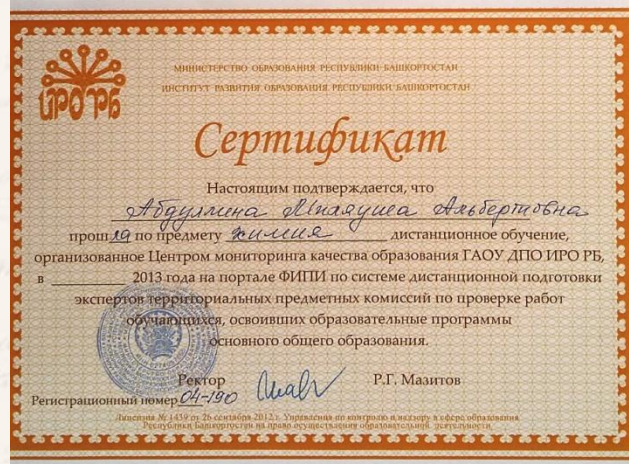 ИРО РБ
МИНИСТЕРСТВО ОБРАЗОВАНИЯ РЕСПУБЛИКИ БАШКОРТОСТАН
ИНСТИТУТ РАЗВИТИЯ ОБРАЗОВАНИЯ РЕСПУБЛИКИ БАШКОРТОСТАН
Сертификат
Настоящим подтверждается, что
Абдуллина Миляуша Альбертовна
прошла по предмету химия дистанционное обучение,
организованное Центром мониторинга качества образования ГАОУ ДПО ИРО РБ,
в 2013 года на портале ФИПИ по системе дистанционной подготовки
экспертов территориальных предметных комиссий по проверке работ
обучающихся, освоивших образовательные программы
основного общего образования.
Ректор Р.Г. Мазитов
Регистрационный номер 04-190
Лицензия № 1439 от 26 сентября 2012 г. Управления по контролю и надзору в сфере образования
Республики Башкортостан на право осуществления образовательной деятельности